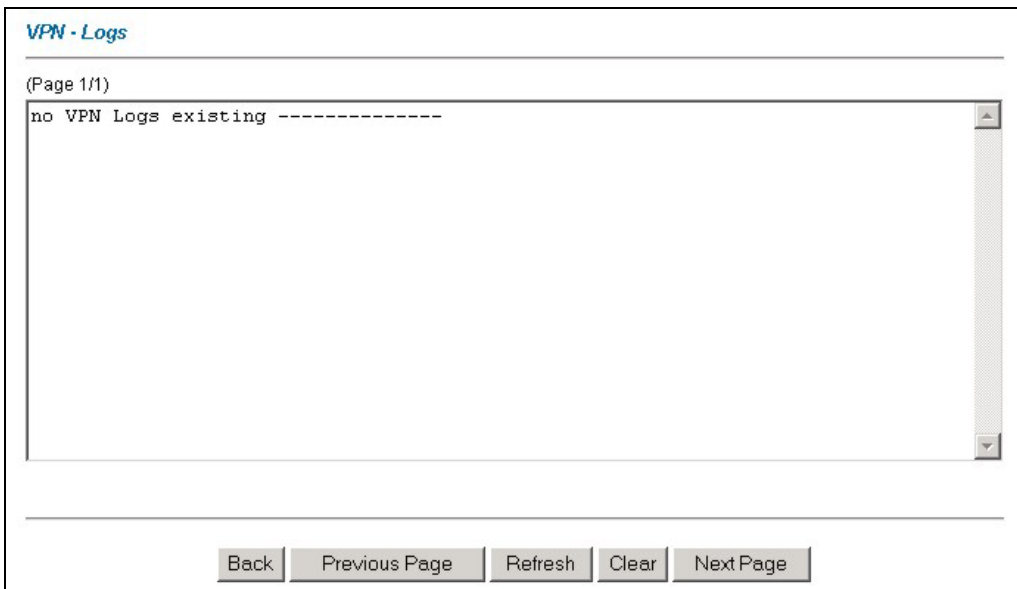 VPN - Logs
(Page 1/1)
no VPN Logs existing --------------
Back Previous Page Refresh Clear Next Page